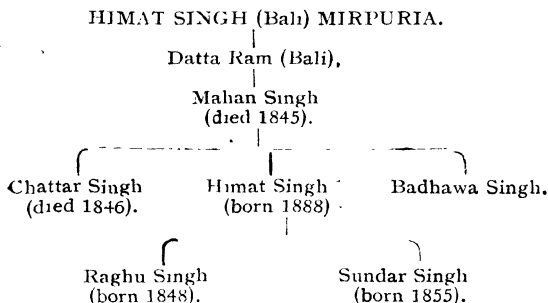 HIMAT SINGH (Bali) MIRPURIA.
Datta Ram (Bali),
Mahan Singh
(died 1845).
Chattar Singh Himat Singh Badhawa Singh.
(died 1846). (born 1888)
Raghu Singh Sundar Singh
(born 1848). (born 1855).